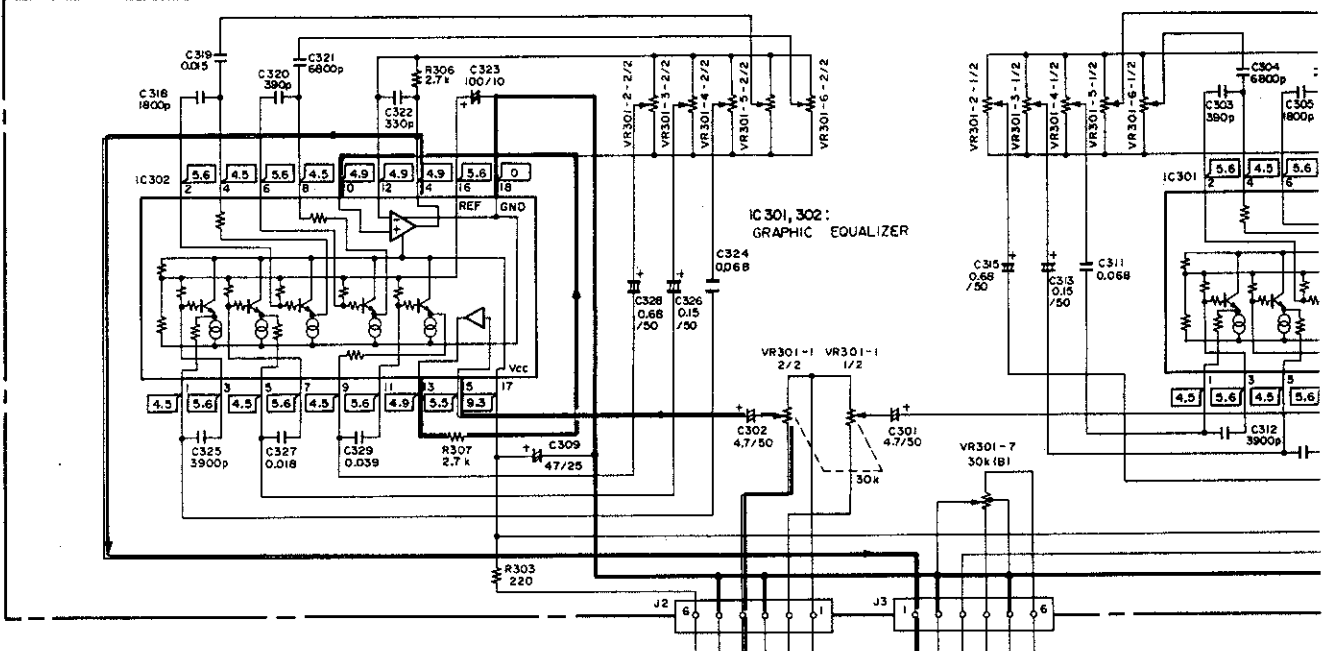 C319
0.015
C321
6800p
C320
390p
C318
1800p
R306
2.7k
C323
100/10
C322
330p
VR301-2-2/2
VR301-3-2/2
VR301-4-2/2
VR301-5-2/2
VR301-6-2/2
VR301-2-1/2
VR301-3-1/2
VR301-4-1/2
VR301-5-1/2
VR301-6-1/2
C304
6800p
C303
390p
C305
1800p
IC302
5.6 4.5 5.6 4.5 4.9 4.9 4.9 5.6 0
2 4 6 8 10 12 14 16 18
REF GND
IC301
5.6 4.5 5.6
2 4 6
IC301, 302:
GRAPHIC EQUALIZER
C324
0.068
C328
0.68
/50
C326
0.15
/50
C315
0.68
/50
C313
0.15
/50
C311
0.068
Vcc
1 3 5 7 9 11 13 15 17
4.5 5.6 4.5 5.6 4.5 5.6 4.9 5.5 9.3
VR301-1
2/2
VR301-1
1/2
1 3 5
4.5 5.6 4.5 5.6
C302
4.7/50
C301
4.7/50
30k
C325
3900p
C327
0.018
C329
0.039
R307
2.7k
C309
47/25
C312
3900p
VR301-7
30k(B)
R303
220
J2 6 1
J3 1 6